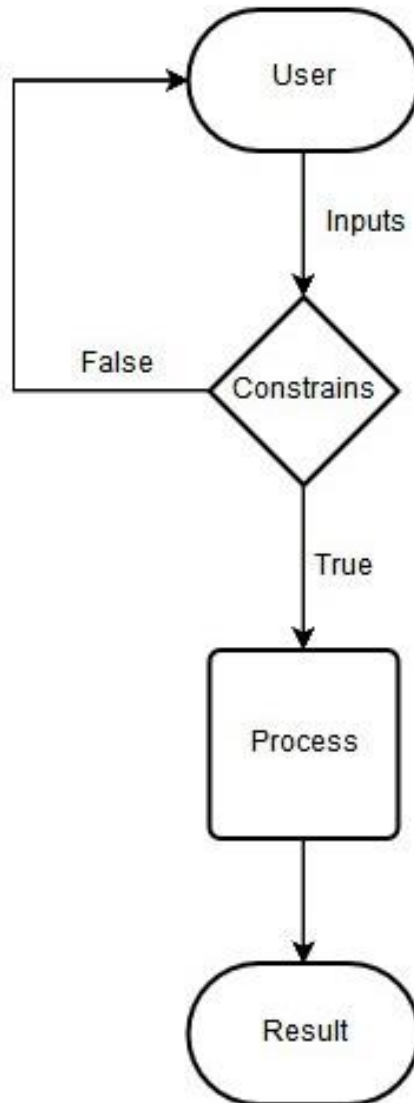 User
Inputs
False
Constrains
True
Process
Result